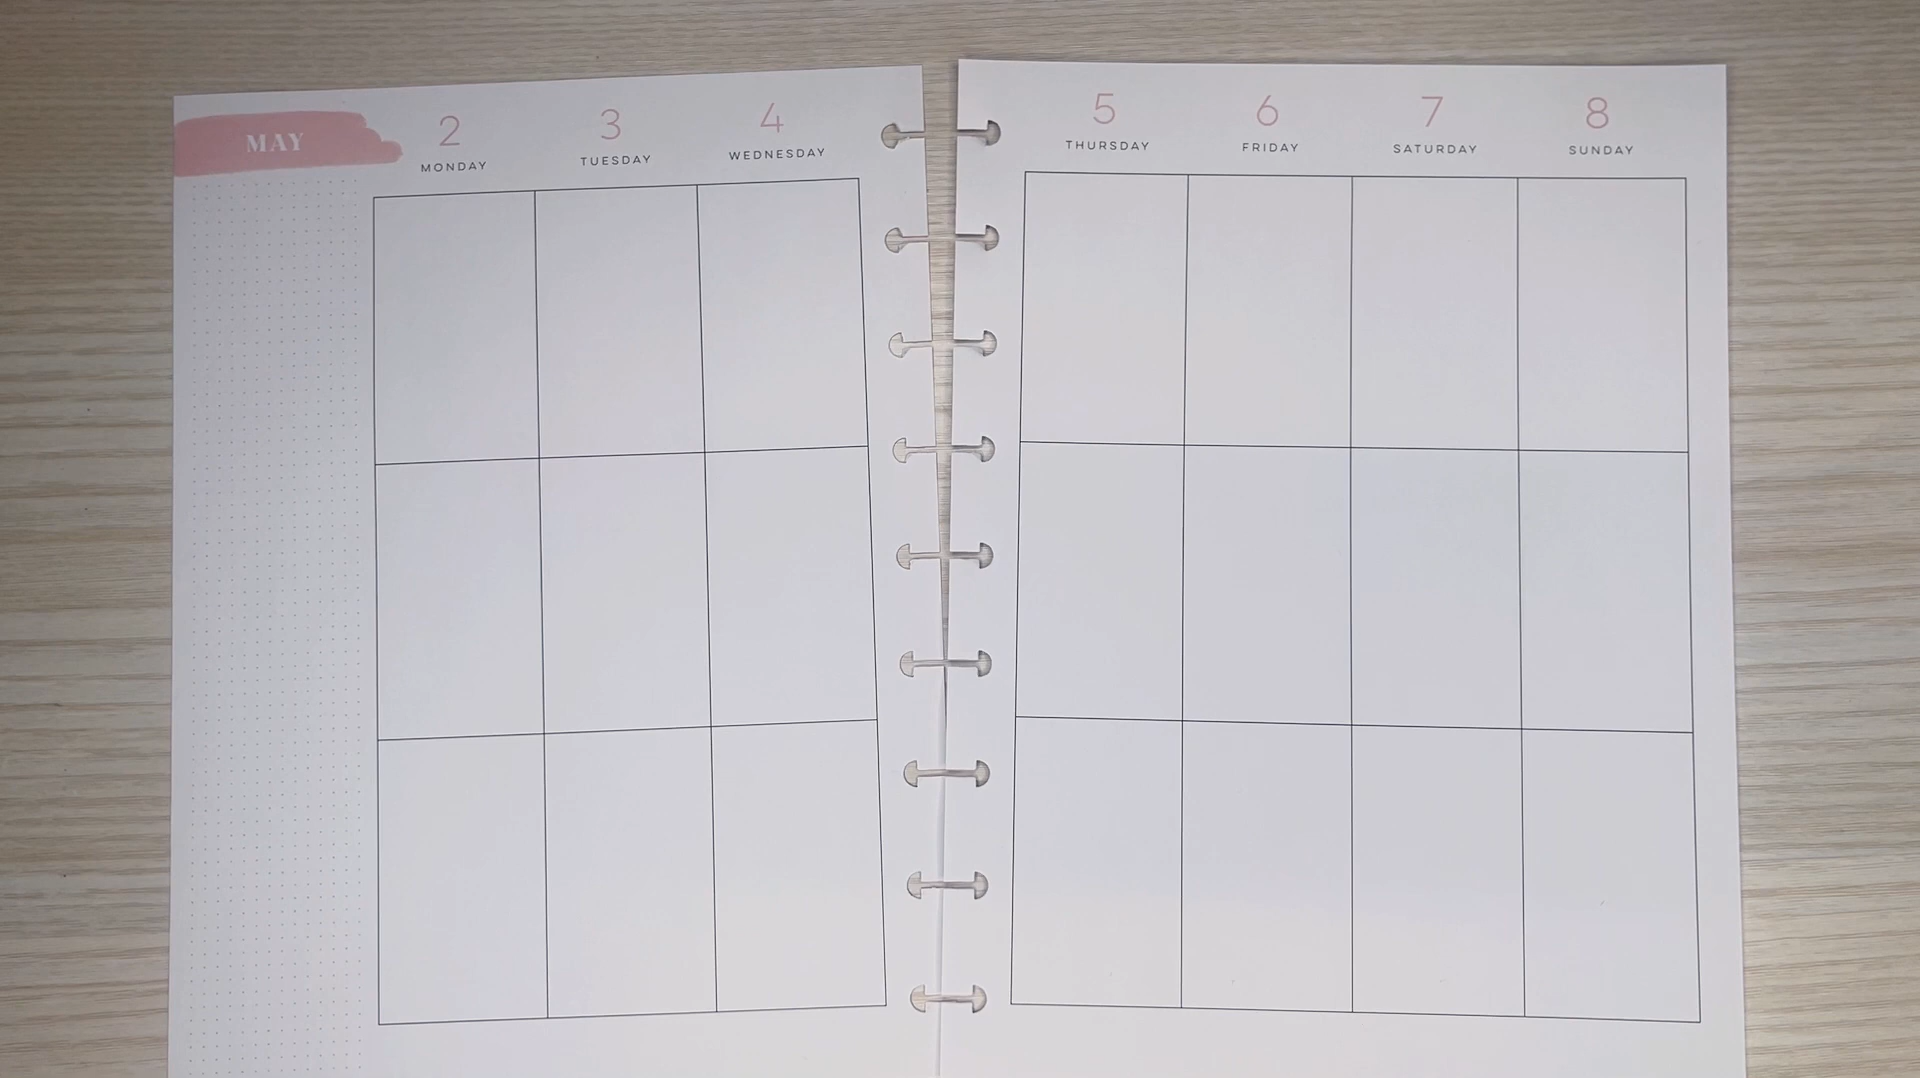 MAY
2 3 4
MONDAY TUESDAY WEDNESDAY
5 6 7 8
THURSDAY FRIDAY SATURDAY SUNDAY